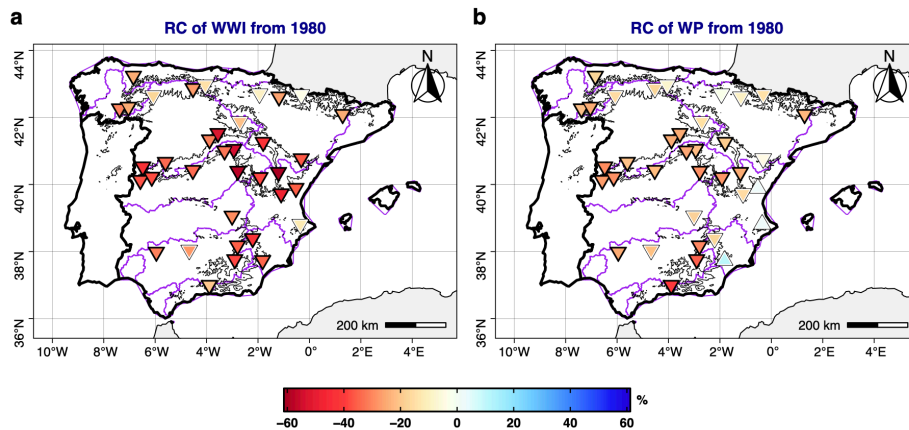 a
b
RC of WWI from 1980
RC of WP from 1980
44°N
42°N
40°N
38°N
36°N
N
N
200 km
200 km
10°W 8°W 6°W 4°W 2°W 0° 2°E 4°E
10°W 8°W 6°W 4°W 2°W 0° 2°E 4°E
44°N
42°N
40°N
38°N
36°N
−60 −40 −20 0 20 40 60
%